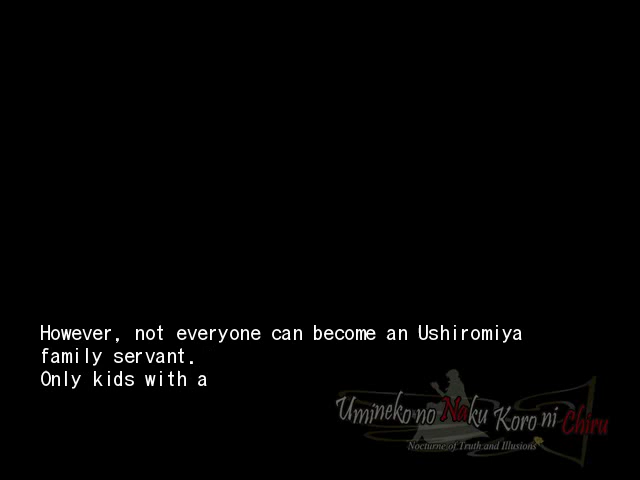 However, not everyone can become an Ushiromiya
family servant.
Only kids with a
Umineko no Naku Koro ni Chiru
Nocturne of Truth and Illusions